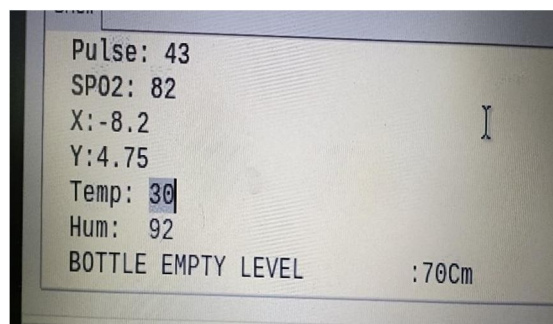 Pulse: 43
SPO2: 82
X:-8.2
Y:4.75
Temp: 30
Hum: 92
BOTTLE EMPTY LEVEL :70Cm